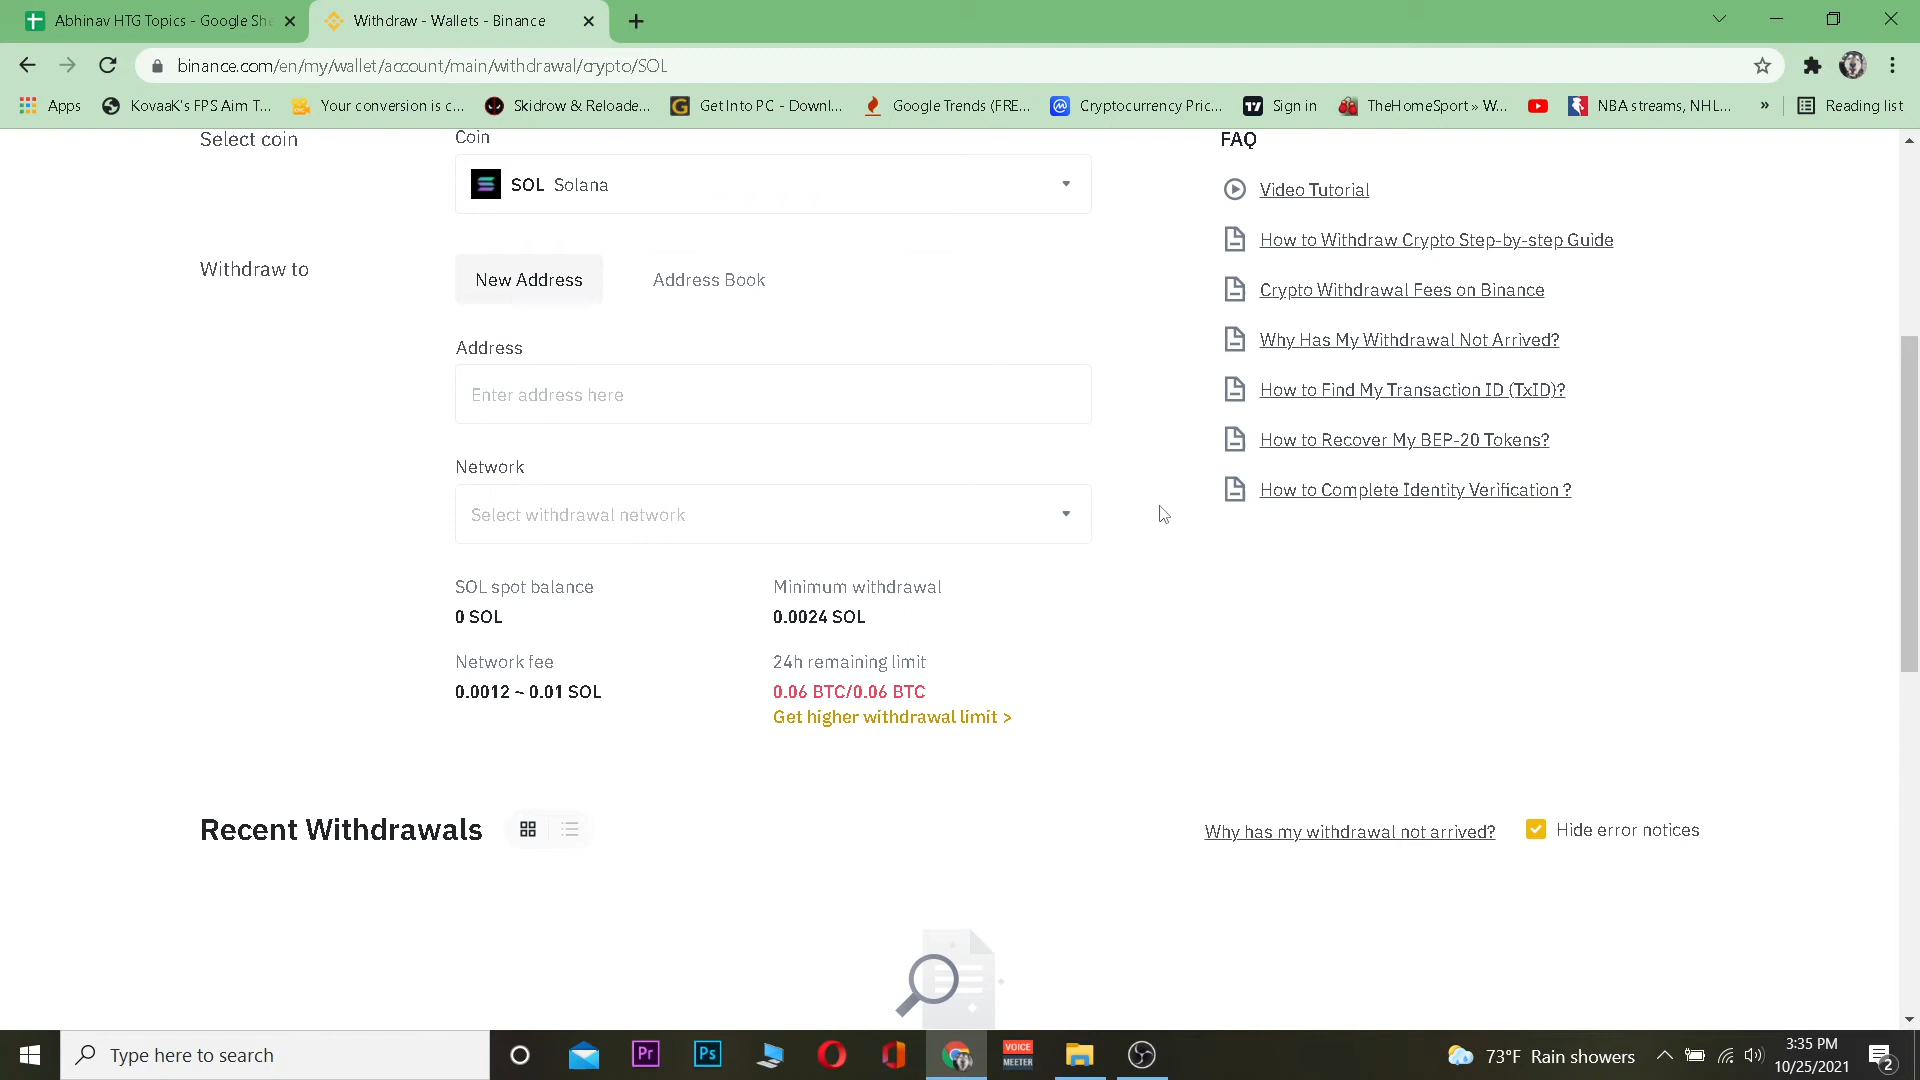 Abhinav HTG Topics - Google She
Withdraw - Wallets - Binance
binance.com/en/my/wallet/account/main/withdrawal/crypto/SOL
Apps
KovaaK's FPS Aim T...
Your conversion is c...
Skidrow & Reloade...
Get Into PC - Downl...
Google Trends (FRE...
Cryptocurrency Pric...
Sign in
TheHomeSport » W...
NBA streams, NHL...
»
Reading list
Select coin
Coin
SOL Solana
Withdraw to
New Address
Address Book
Address
Enter address here
Network
Select withdrawal network
SOL spot balance
0 SOL
Minimum withdrawal
0.0024 SOL
Network fee
0.0012 ~ 0.01 SOL
24h remaining limit
0.06 BTC/0.06 BTC
Get higher withdrawal limit >
FAQ
Video Tutorial
How to Withdraw Crypto Step-by-step Guide
Crypto Withdrawal Fees on Binance
Why Has My Withdrawal Not Arrived?
How to Find My Transaction ID (TxID)?
How to Recover My BEP-20 Tokens?
How to Complete Identity Verification ?
Recent Withdrawals
Why has my withdrawal not arrived?
Hide error notices
Type here to search
Pr
Ps
VOICE
MEETER
73°F Rain showers
3:35 PM
10/25/2021
2